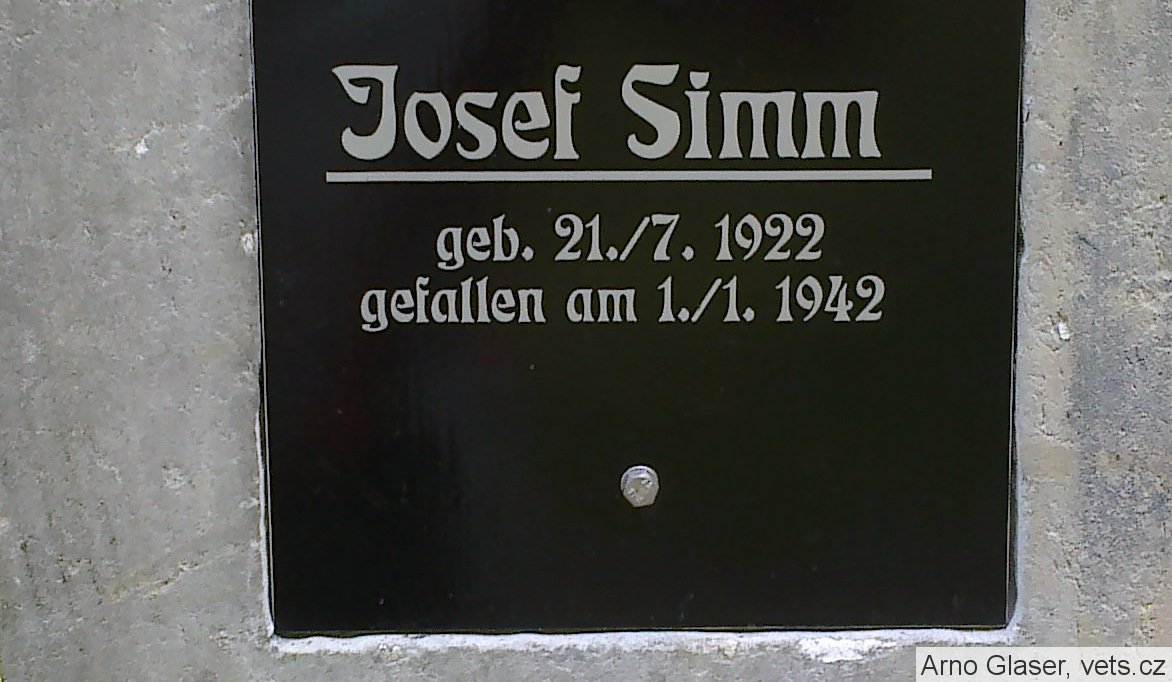 Josef Simm
geb. 21./7. 1922
gefallen am 1./1. 1942
Arno Glaser, vets.cz